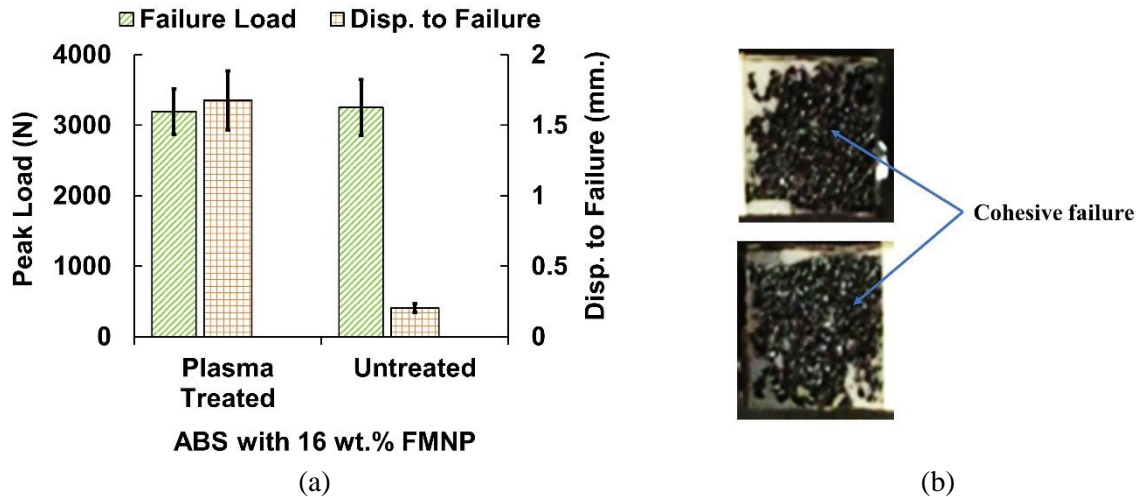 Failure Load Disp. to Failure
4000
3000
2000
1000
0
Peak Load (N)
2
1.5
1
0.5
0
Disp. to Failure (mm.)
Plasma
Treated
Untreated
ABS with 16 wt.% FMNP
(a)
Cohesive failure
(b)